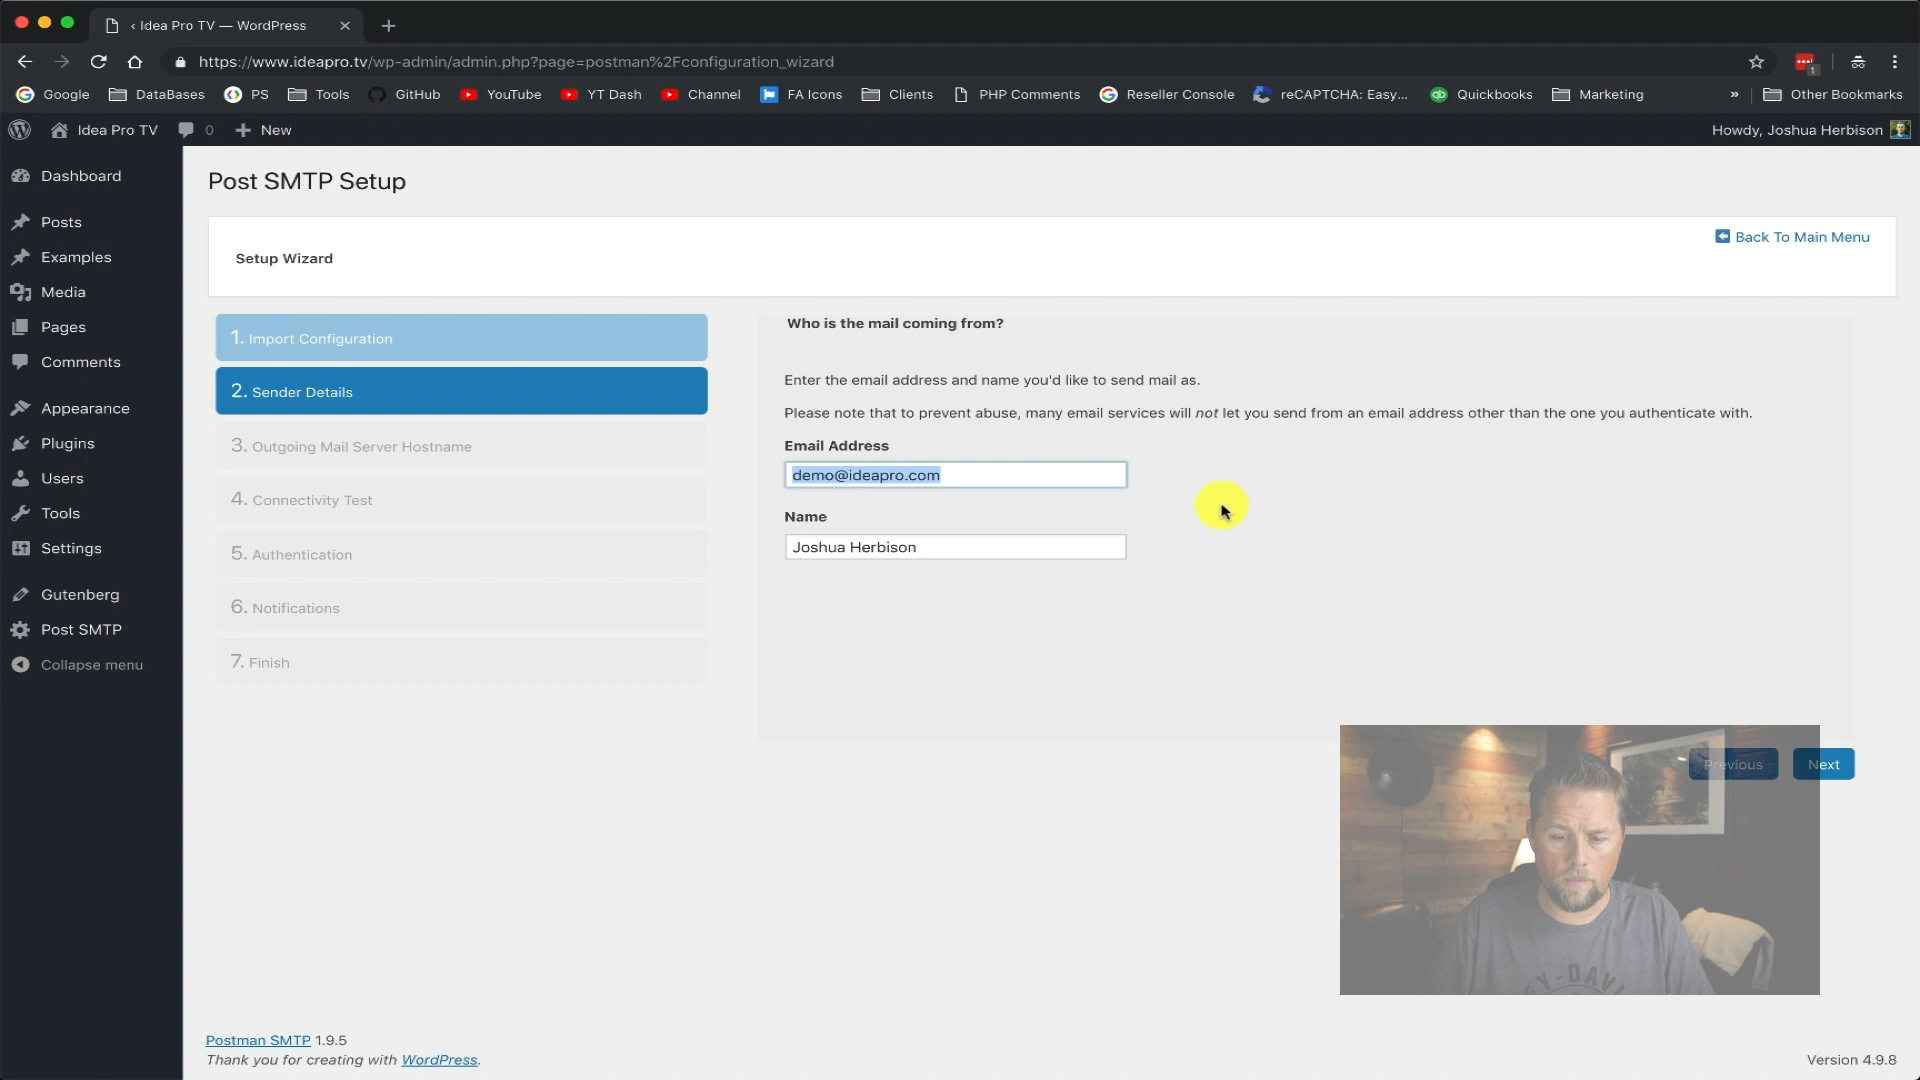 ‹ Idea Pro TV — WordPress
https://www.ideapro.tv/wp-admin/admin.php?page=postman%2Fconfiguration_wizard
1
Google DataBases PS Tools GitHub YouTube YT Dash Channel FA Icons Clients PHP Comments Reseller Console reCAPTCHA: Easy... Quickbooks Marketing » Other Bookmarks
Idea Pro TV 0 New Howdy, Joshua Herbison
Dashboard
Posts
Examples
Media
Pages
Comments
Appearance
Plugins
Users
Tools
Settings
Gutenberg
Post SMTP
Collapse menu
Post SMTP Setup
Back To Main Menu
Setup Wizard
1. Import Configuration
2. Sender Details
3. Outgoing Mail Server Hostname
4. Connectivity Test
5. Authentication
6. Notifications
7. Finish
Who is the mail coming from?
Enter the email address and name you'd like to send mail as.
Please note that to prevent abuse, many email services will not let you send from an email address other than the one you authenticate with.
Email Address
demo@ideapro.com
Name
Joshua Herbison
Previous Next
Postman SMTP 1.9.5
Thank you for creating with WordPress.
Version 4.9.8